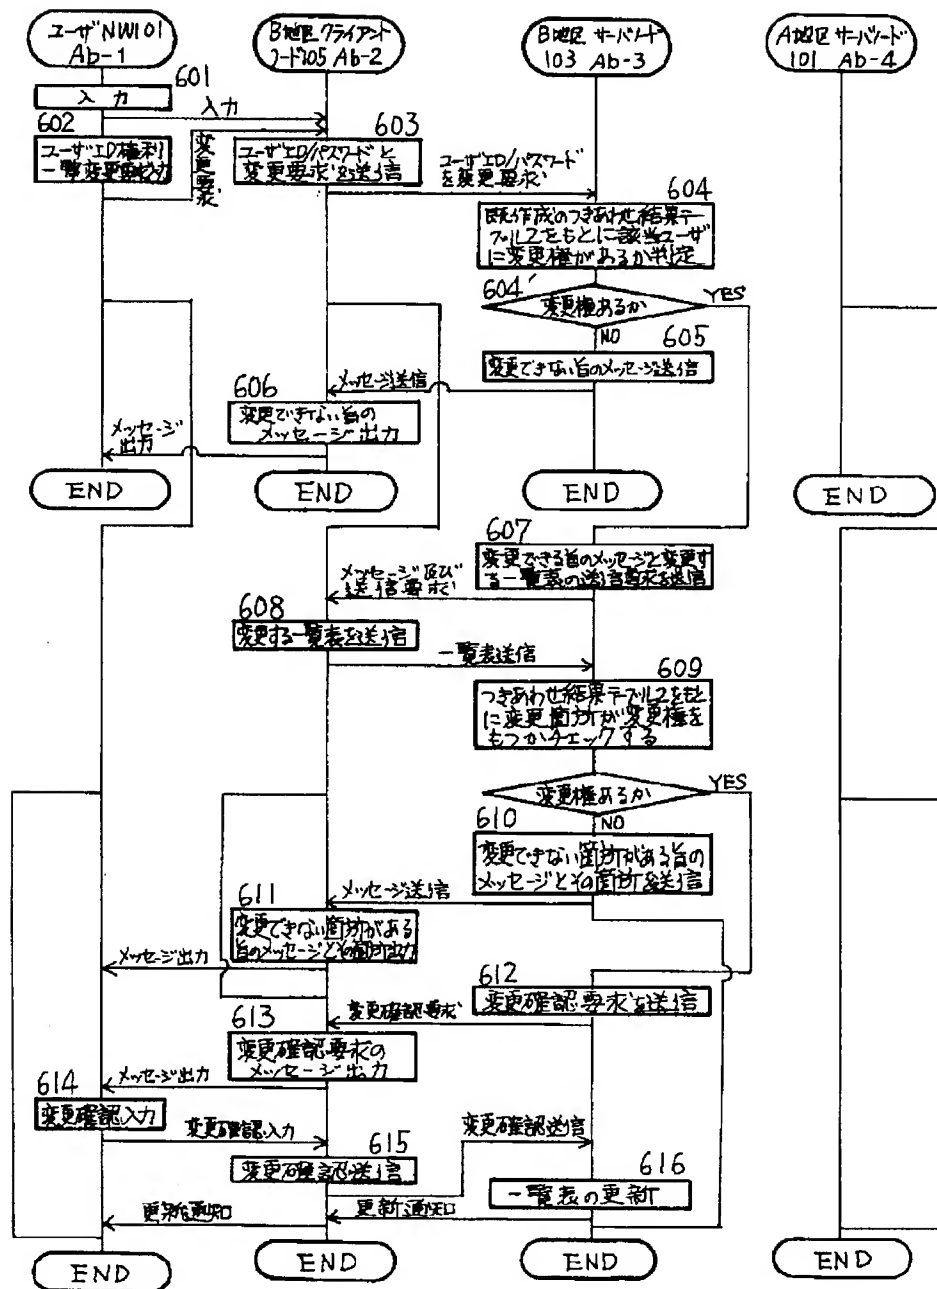 ユーザNW101
Ab-1
B地区クライアント
ノード105 Ab-2
B地区 サーバノード
103 Ab-3
A地区 サーバノード
101 Ab-4
601
入力
入力
602
ユーザID権利
一覧変更要求入力
変更要求
603
ユーザID/パスワードと
変更要求を送信
ユーザID/パスワード
を変更要求
604
既作成のつきあわせ結果テー
ブル2をもとに該当ユーザ
に変更権があるか判定
604'
変更権あるか
YES
NO
605
変更できない旨のメッセージ送信
メッセージ送信
606
変更できない旨の
メッセージ出力
メッセージ
出力
END
END
END
END
607
変更できる旨のメッセージと変更す
る一覧表の送信要求を送信
メッセージ及び
送信要求
608
変更する一覧表を送信
一覧表送信
609
つきあわせ結果テーブル2をもと
に変更箇所が変更権を
もつかチェックする
変更権あるか
YES
NO
610
変更できない箇所がある旨の
メッセージとその箇所を送信
メッセージ送信
611
変更できない箇所がある
旨のメッセージとその箇所出力
メッセージ出力
612
変更確認要求を送信
変更確認要求
613
変更確認要求の
メッセージ出力
メッセージ出力
614
変更確認入力
変更確認入力
変更確認送信
615
変更確認送信
616
一覧表の更新
更新通知
更新通知
END
END
END
END